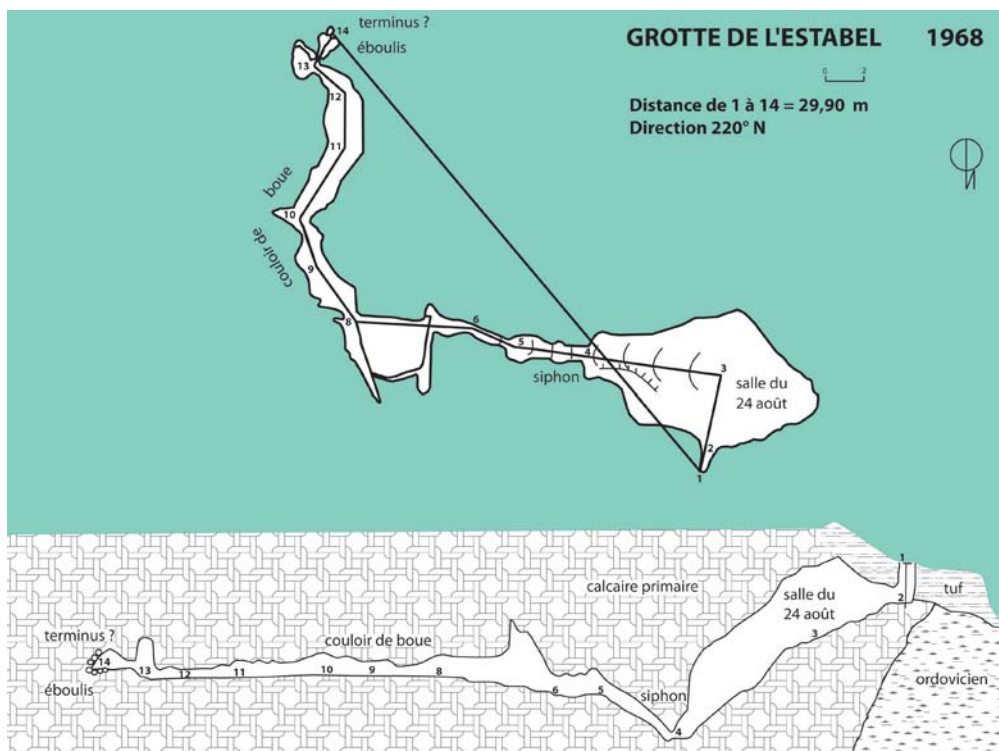 GROTTE DE L'ESTABEL 1968
0 2
Distance de 1 à 14 = 29,90 m
Direction 220° N
N
14 terminus ?
éboulis
13
12
11
boue
10
couloir de
9
8
6
5
4
siphon
3
salle du
24 août
2
1
calcaire primaire
1
salle du
24 août
2
tuf
3
terminus ?
14
éboulis
couloir de boue
13
12
11
10
9
8
6
5
siphon
4
ordovicien